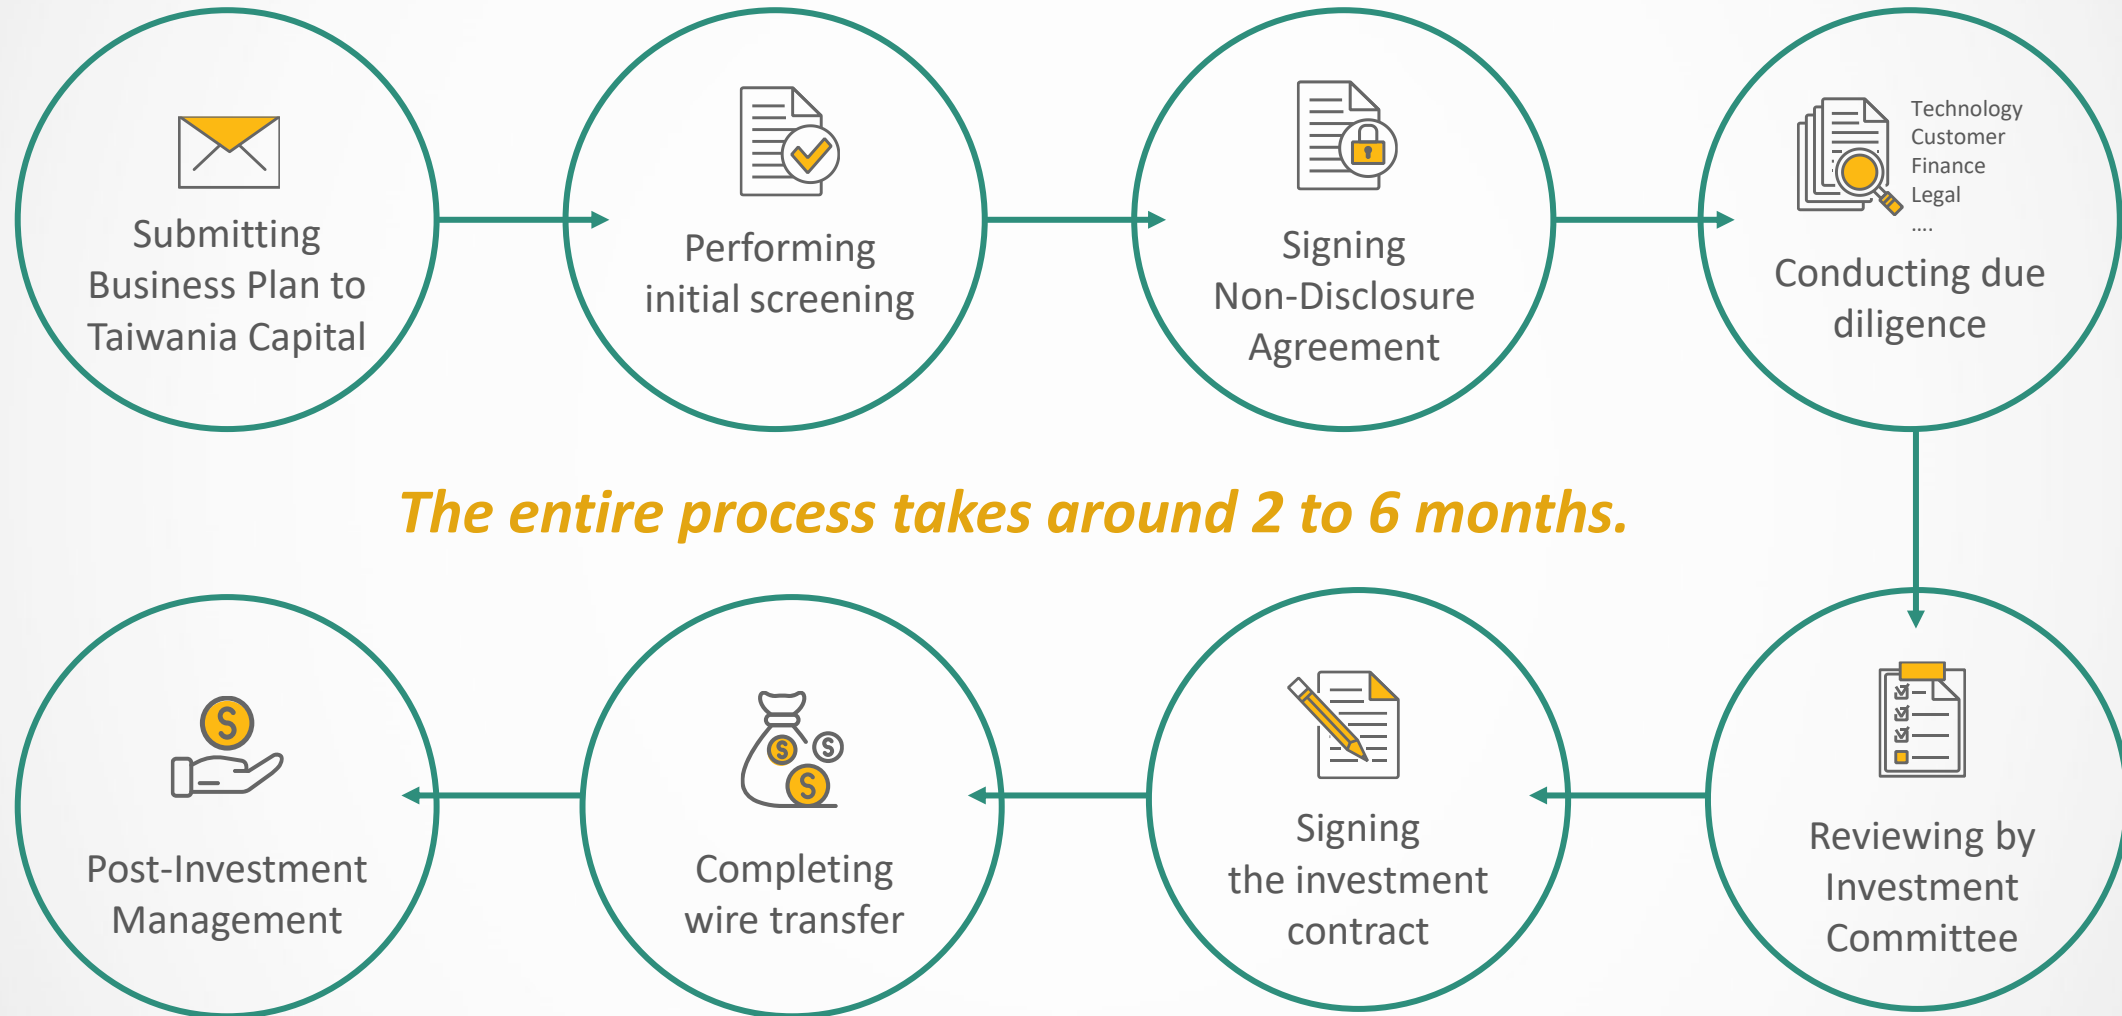 Submitting
Business Plan to
Taiwania Capital
Performing
initial screening
Signing
Non-Disclosure
Agreement
Technology
Customer
Finance
Legal
....
Conducting due
diligence
The entire process takes around 2 to 6 months.
Reviewing by
Investment
Committee
Signing
the investment
contract
Completing
wire transfer
Post-Investment
Management